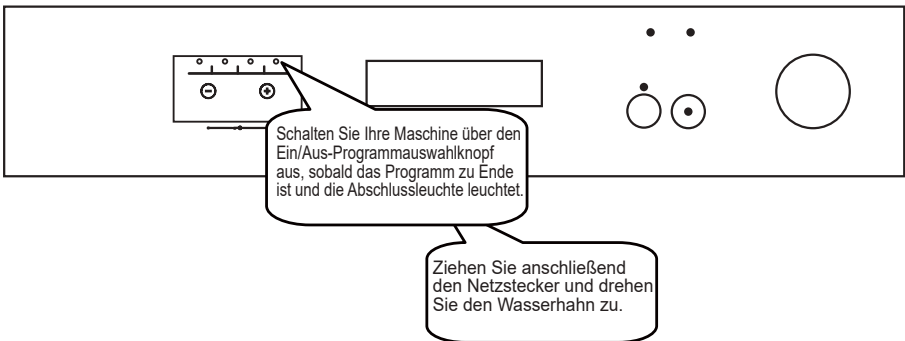 Schalten Sie Ihre Maschine über den
Ein/Aus-Programmauswahlknopf
aus, sobald das Programm zu Ende
ist und die Abschlussleuchte leuchtet.
Ziehen Sie anschließend
den Netzstecker und drehen
Sie den Wasserhahn zu.